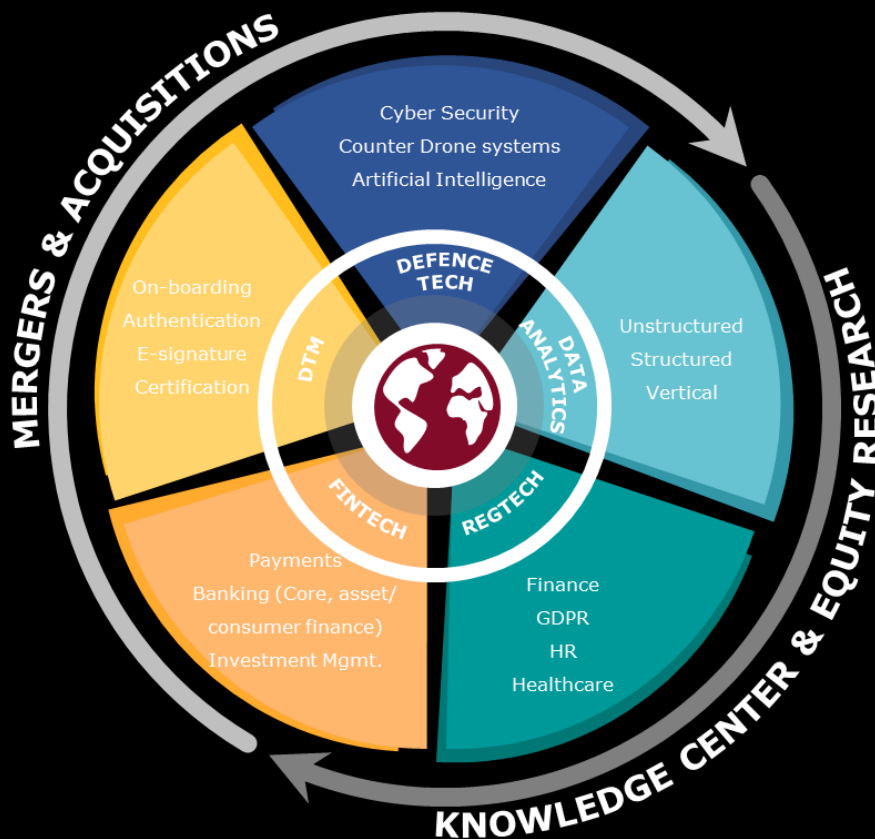 MERGERS & ACQUISITIONS
Cyber Security
Counter Drone systems
Artificial Intelligence
DEFENCE
TECH
Unstructured
Structured
Vertical
DATA
ANALYTICS
Finance
GDPR
HR
Healthcare
REGTECH
Payments
Banking (Core, asset/
consumer finance)
Investment Mgmt.
FINTECH
On-boarding
Authentication
E-signature
Certification
DTM
KNOWLEDGE CENTER & EQUITY RESEARCH